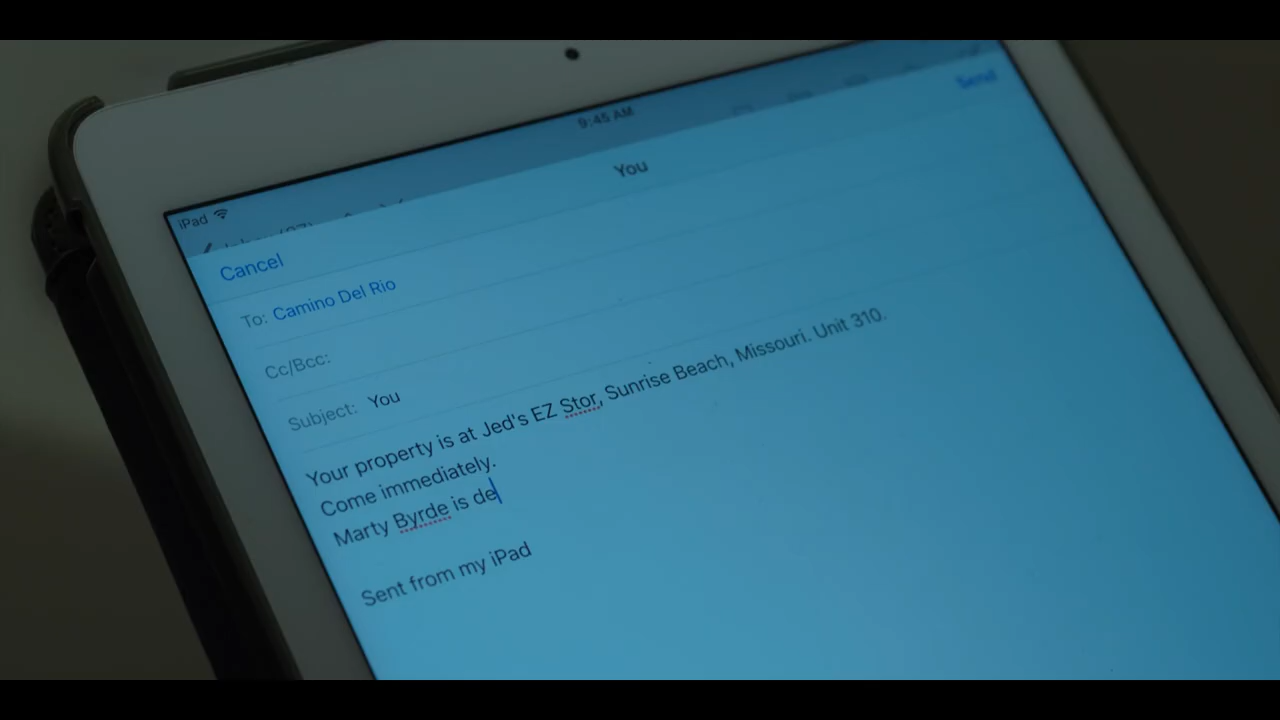 9:45 AM
iPad
Send
You
Cancel
To: Camino Del Rio
Cc/Bcc:
Subject: You
Your property is at Jed's EZ Stor, Sunrise Beach, Missouri. Unit 310.
Come immediately.
Marty Byrde is de
Sent from my iPad